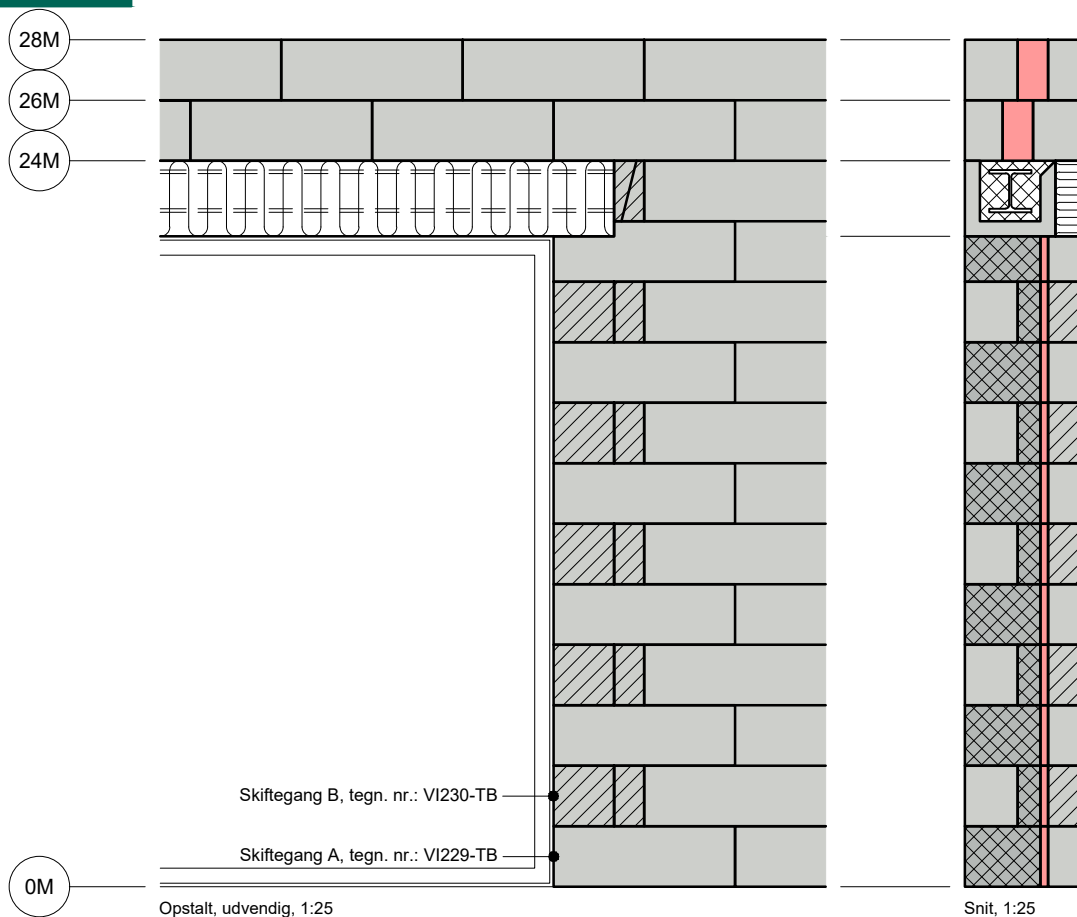 28M
26M
24M
Skiftegang B, tegn. nr.: VI230-TB
Skiftegang A, tegn. nr.: VI229-TB
0M
Opstalt, udvendig, 1:25
Snit, 1:25